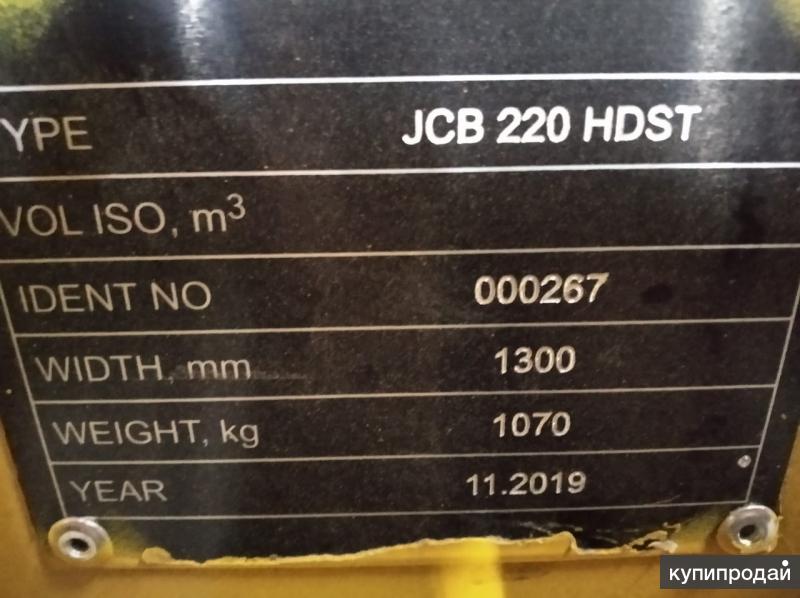 YPE JCB 220 HDST
VOL ISO, m³
IDENT NO 000267
WIDTH, mm 1300
WEIGHT, kg 1070
YEAR 11.2019
купипродай